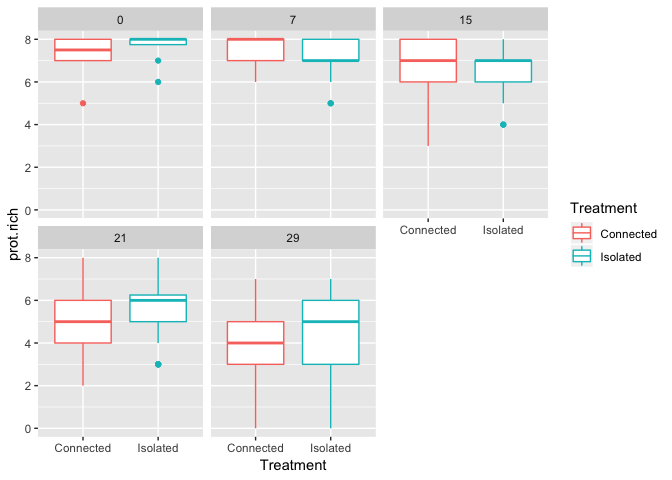 0 7 15
8
6
4
2
0
Connected Isolated
21 29
8
6
4
2
0
Connected Isolated Connected Isolated
Treatment
prot.rich
Treatment
Connected
Isolated